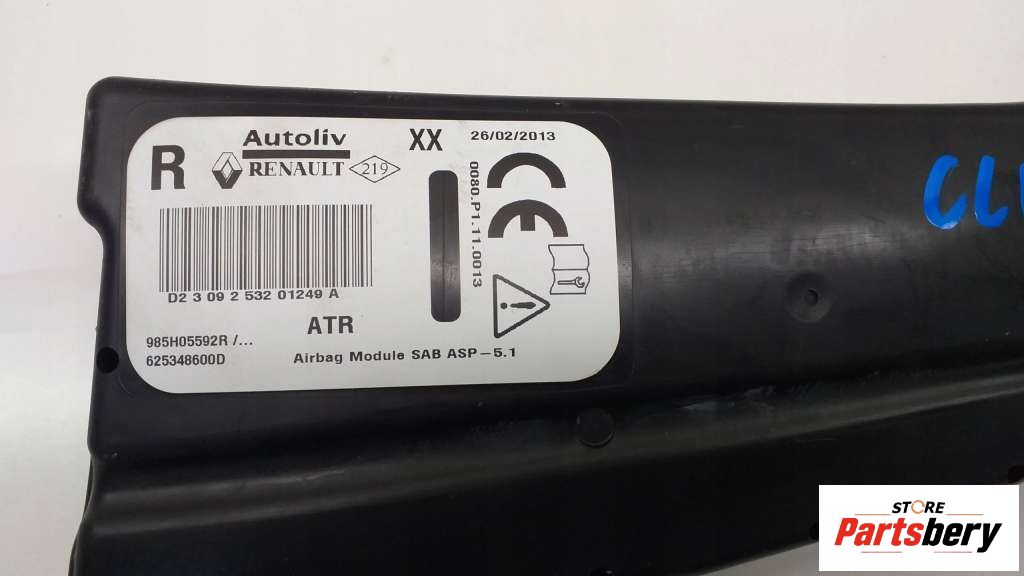 R
Autoliv
RENAULT
219
XX
26/02/2013
0080.P1.11.0013
CE
D2 3 09 2 532 01249 A
ATR
985H05592R /...
625348600D
Airbag Module SAB ASP-5.1
STORE
Partsbery